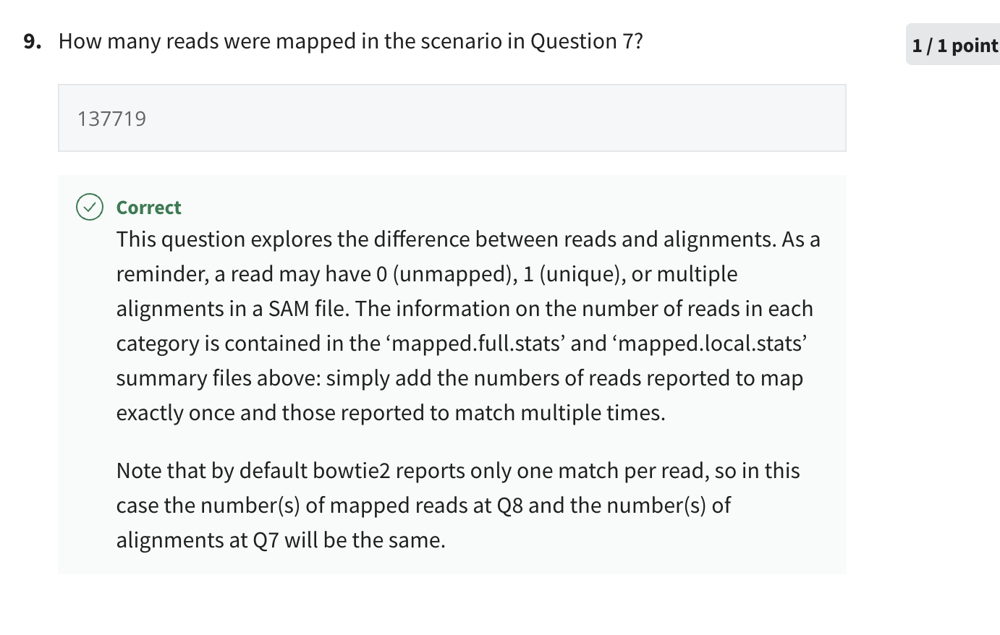 9. How many reads were mapped in the scenario in Question 7?
1 / 1 point
137719
Correct
This question explores the difference between reads and alignments. As a
reminder, a read may have 0 (unmapped), 1 (unique), or multiple
alignments in a SAM file. The information on the number of reads in each
category is contained in the ‘mapped.full.stats’ and ‘mapped.local.stats’
summary files above: simply add the numbers of reads reported to map
exactly once and those reported to match multiple times.
Note that by default bowtie2 reports only one match per read, so in this
case the number(s) of mapped reads at Q8 and the number(s) of
alignments at Q7 will be the same.